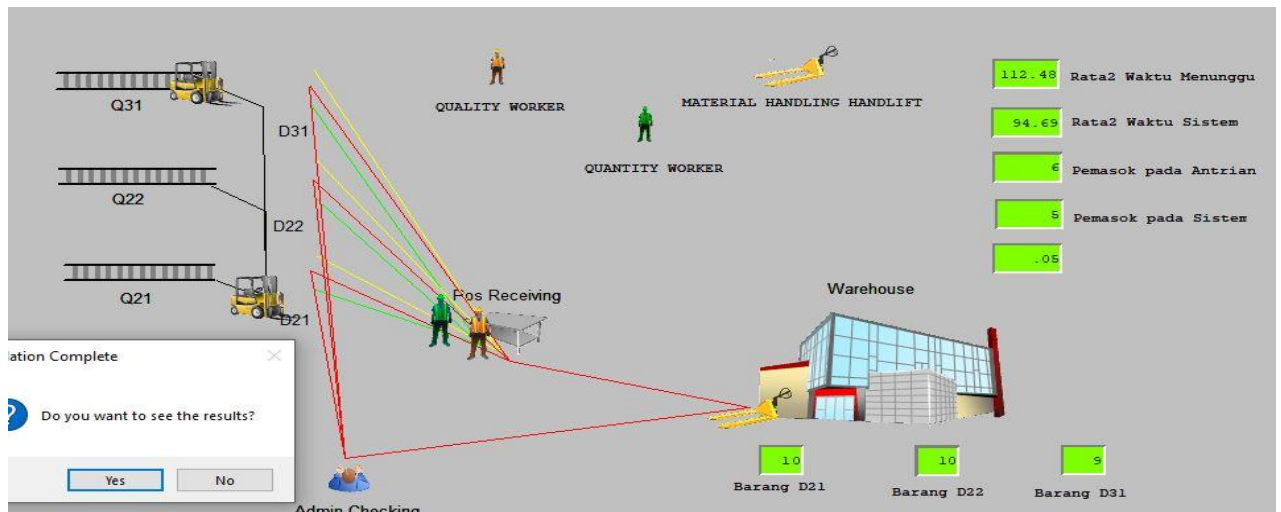 Q31
D31
Q22
D22
Q21
D21
QUALITY WORKER
MATERIAL HANDLING HANDLIFT
QUANTITY WORKER
112.48 Rata2 Waktu Menunggu
94.69 Rata2 Waktu Sistem
6 Pemasok pada Antrian
5 Pemasok pada Sistem
.05
Pos Receiving
Warehouse
lation Complete
Do you want to see the results?
Yes No
10
Barang D21
10
Barang D22
9
Barang D31
Admin Checking